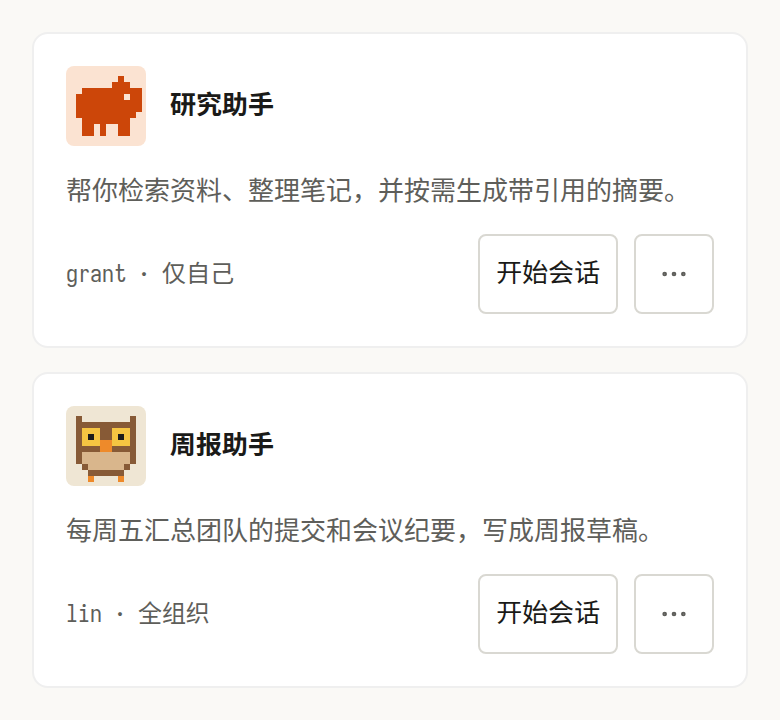 研究助手
帮你检索资料、整理笔记，并按需生成带引用的摘要。
grant · 仅自己
开始会话
···
周报助手
每周五汇总团队的提交和会议纪要，写成周报草稿。
lin · 全组织
开始会话
···